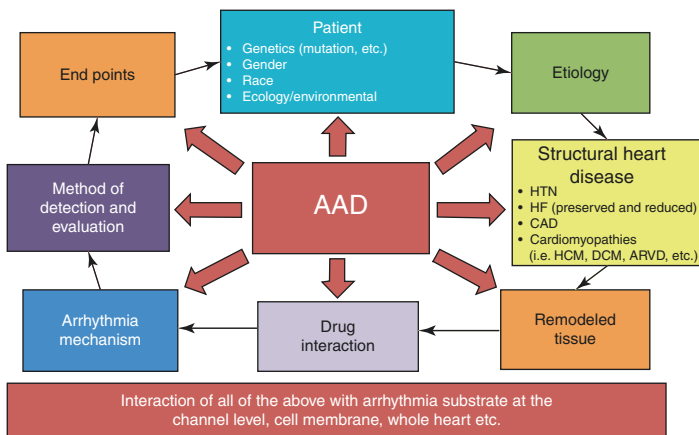 Patient
• Genetics (mutation, etc.)
• Gender
• Race
• Ecology/environmental
End points
Etiology
Structural heart
disease
• HTN
• HF (preserved and reduced)
• CAD
• Cardiomyopathies
(i.e. HCM, DCM, ARVD, etc.)
Method of
detection and
evaluation
AAD
Arrhythmia
mechanism
Drug
interaction
Remodeled
tissue
Interaction of all of the above with arrhythmia substrate at the
channel level, cell membrane, whole heart etc.